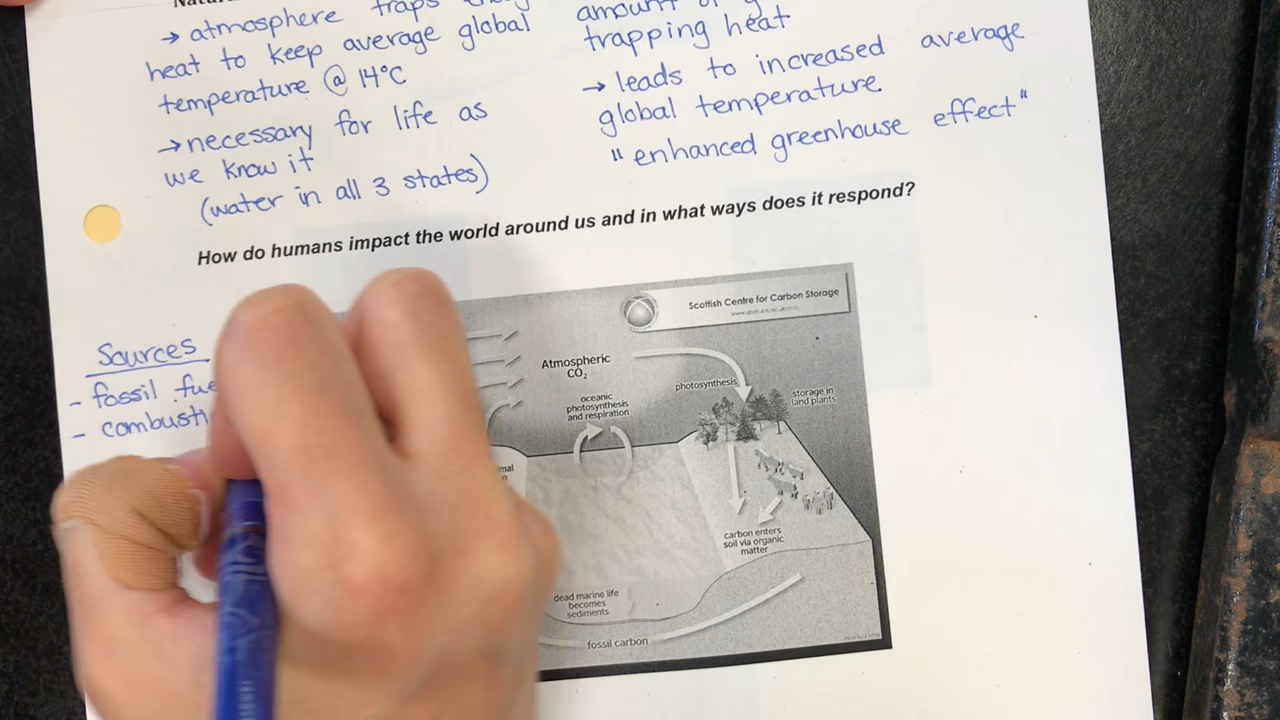 → atmosphere traps
heat to keep average global
temperature @ 14°C
→ necessary for life as
we know it
(water in all 3 states)
amount of
trapping heat
→ leads to increased average
global temperature.
"enhanced greenhouse effect"
How do humans impact the world around us and in what ways does it respond?
Sources
- fossil
-
Scottish Centre for Carbon Storage
Atmospheric
CO₂
photosynthesis
storage in
land plants
oceanic
photosynthesis
and respiration
carbon enters
soil via organic
matter
dead marine life
becomes
sediments
fossil carbon